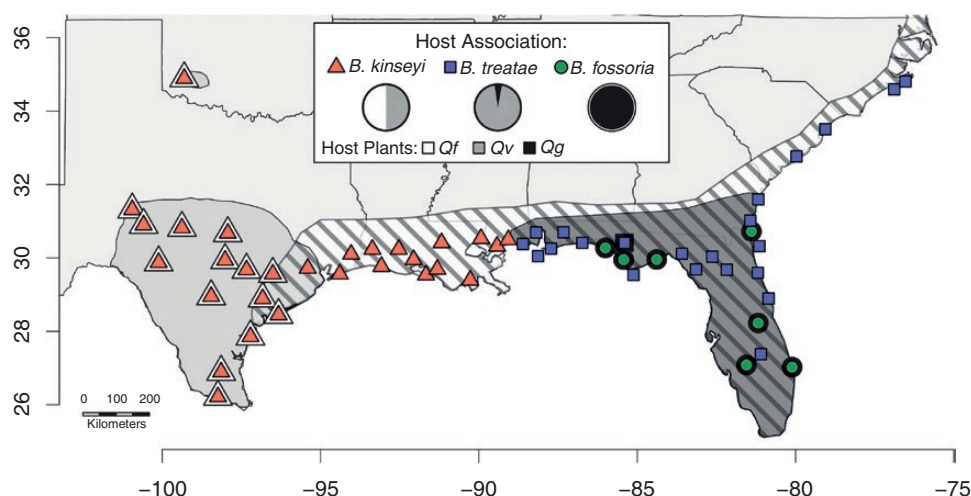 Host Association:
B. kinseyi B. treatae B. fossoria
Host Plants: Qf Qv Qg
36
34
32
30
28
26
0 100 200
Kilometers
−100 −95 −90 −85 −80 −75